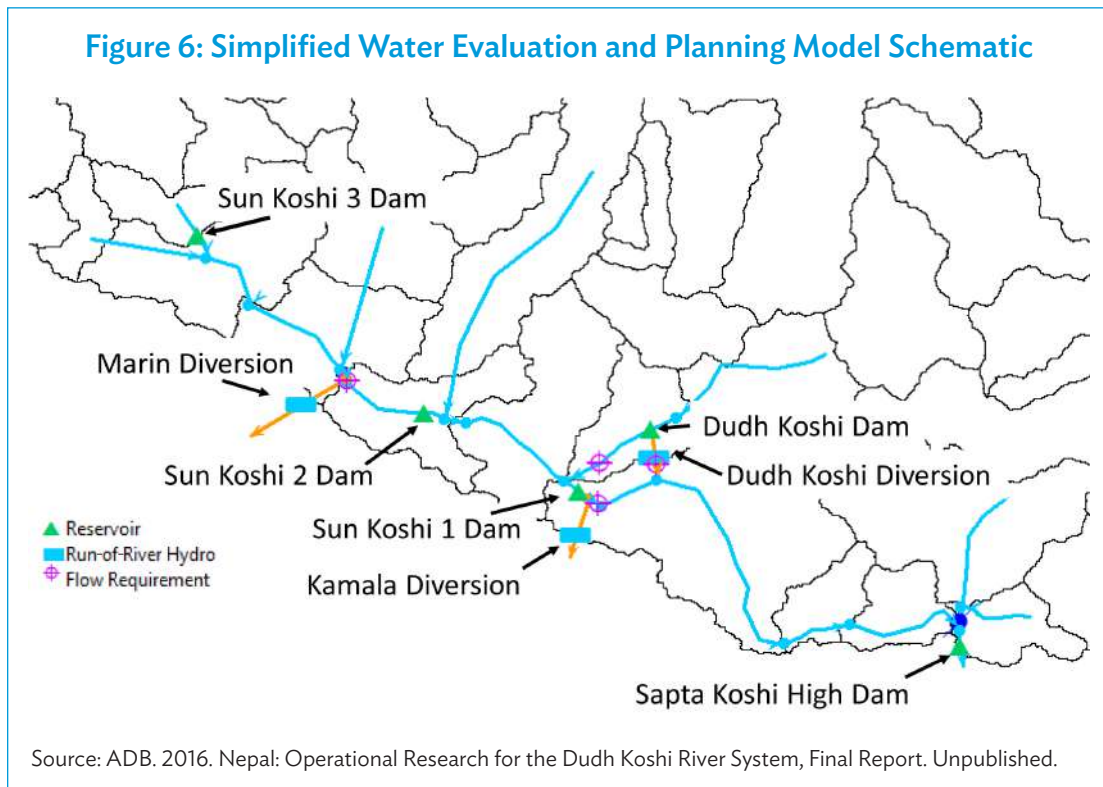 Figure 6: Simplified Water Evaluation and Planning Model Schematic
Sun Koshi 3 Dam
Marin Diversion
Sun Koshi 2 Dam
Dudh Koshi Dam
Dudh Koshi Diversion
Sun Koshi 1 Dam
Kamala Diversion
Reservoir
Run-of-River Hydro
Flow Requirement
Sapta Koshi High Dam
Source: ADB. 2016. Nepal: Operational Research for the Dudh Koshi River System, Final Report. Unpublished.